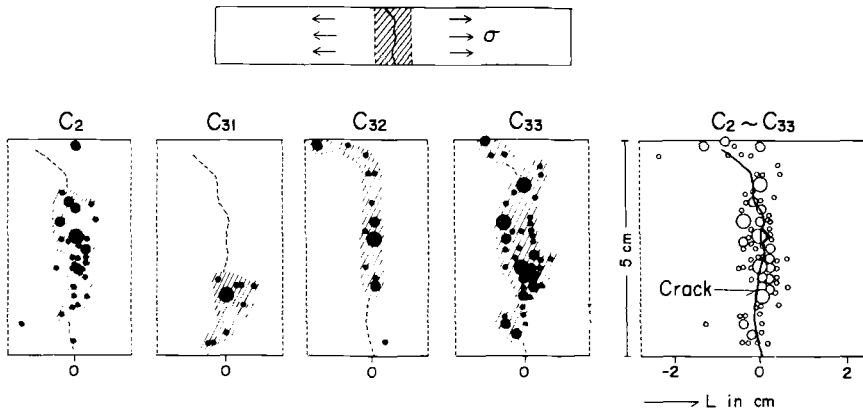 σ
C2
C31
C32
C33
C2 ~ C33
5 cm
Crack
0
0
0
0
-2 0 2
L in cm